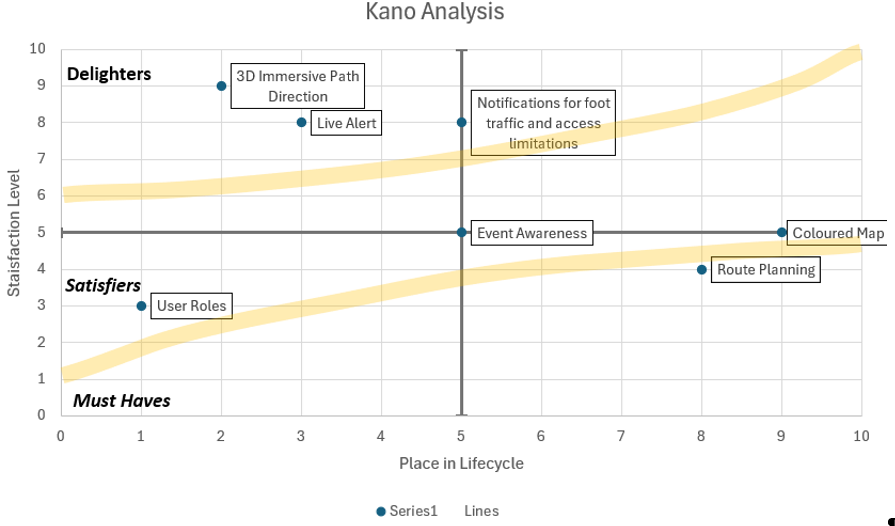 Kano Analysis
10
Delighters
9
3D Immersive Path
Direction
8
Live Alert
Notifications for foot
traffic and access
limitations
7
6
5
Event Awareness
Coloured Map
4
Route Planning
Satisfiers
3
User Roles
2
1
Must Haves
0
Staisfaction Level
0 1 2 3 4 5 6 7 8 9 10
Place in Lifecycle
Series1 Lines